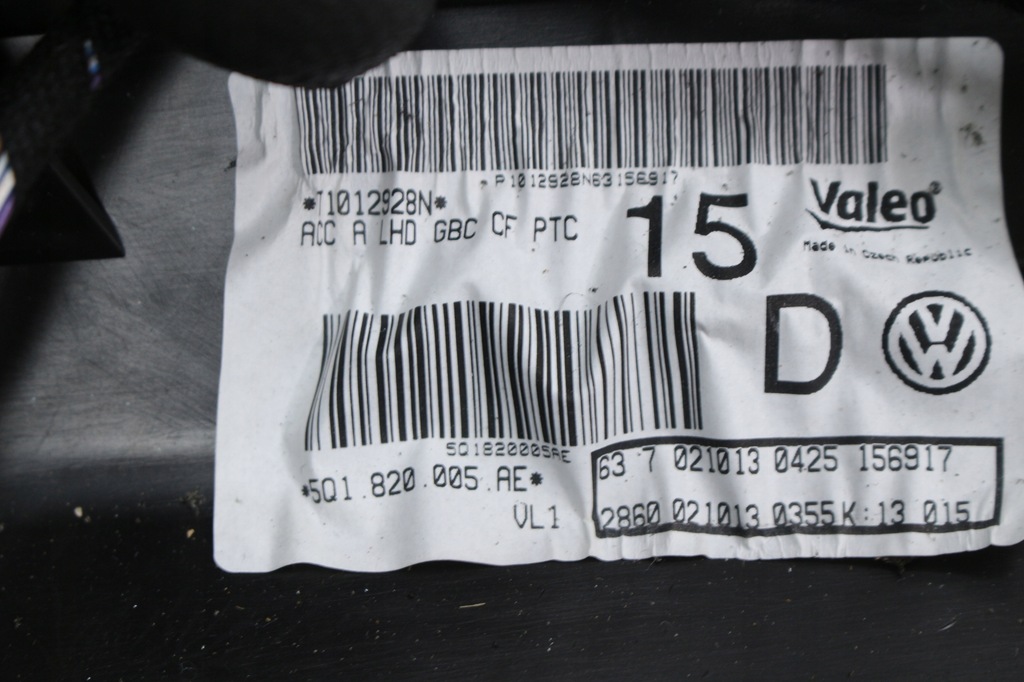 P1012928N63156917
*T1012928N*
ACC A LHD GBC CF PTC
15
Valeo®
Made in Czech Republic
D
5Q1820005AE
*5Q1.820.005.AE*
VL1
63 7 021013 0425 156917
2860 021013 0355 K:13 015